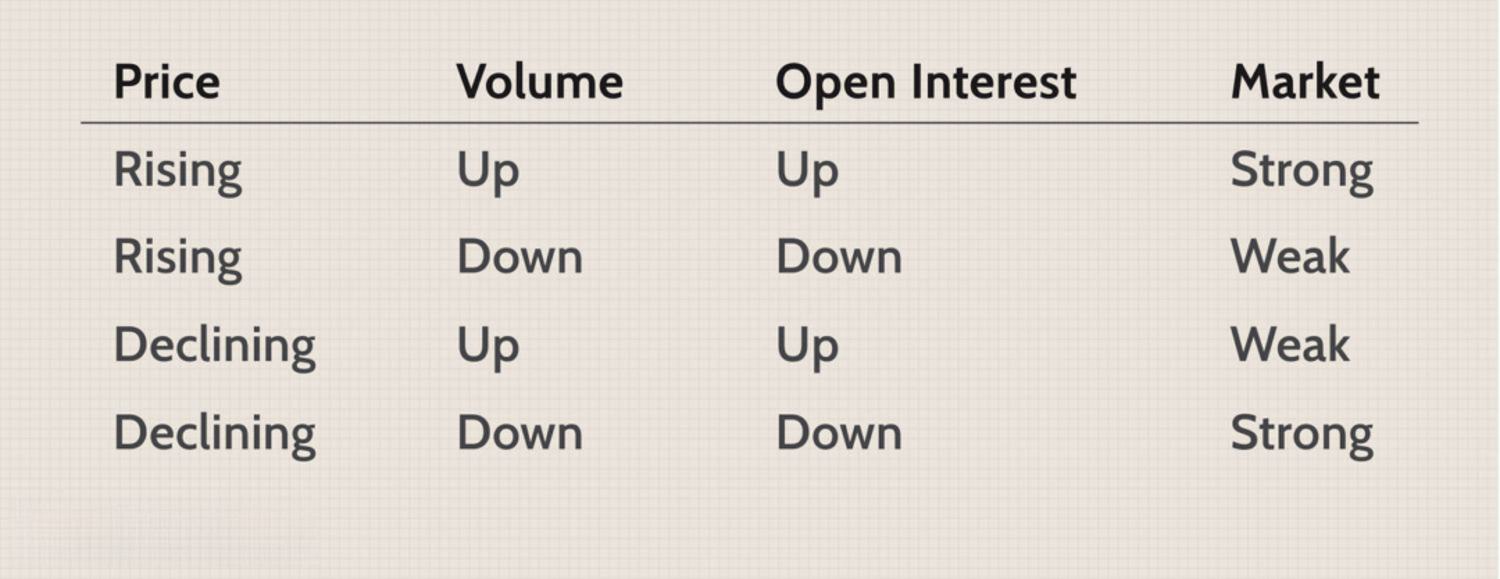 Price Volume Open Interest Market
Rising Up Up Strong
Rising Down Down Weak
Declining Up Up Weak
Declining Down Down Strong